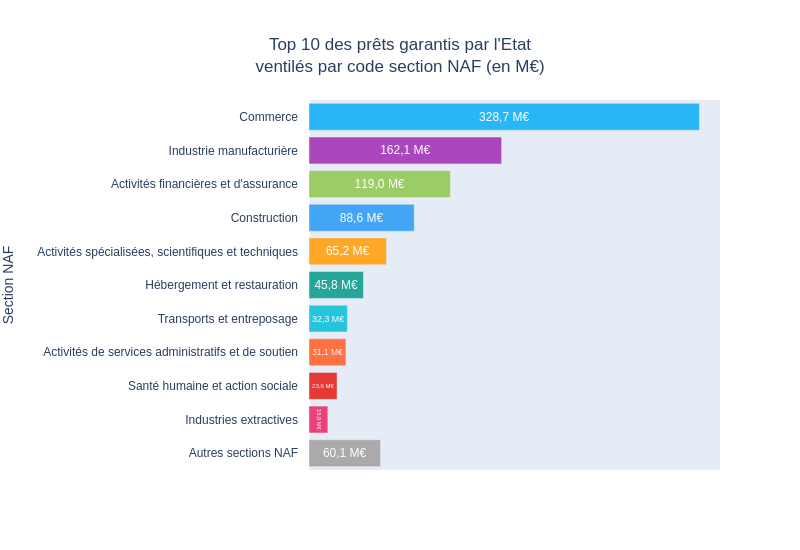 Top 10 des prêts garantis par l'Etat
ventilés par code section NAF (en M€)
Section NAF
Commerce 328,7 M€
Industrie manufacturière 162,1 M€
Activités financières et d'assurance 119,0 M€
Construction 88,6 M€
Activités spécialisées, scientifiques et techniques 65,2 M€
Hébergement et restauration 45,8 M€
Transports et entreposage 32,3 M€
Activités de services administratifs et de soutien 31,1 M€
Santé humaine et action sociale 23,6 M€
Industries extractives M€
Autres sections NAF 60,1 M€